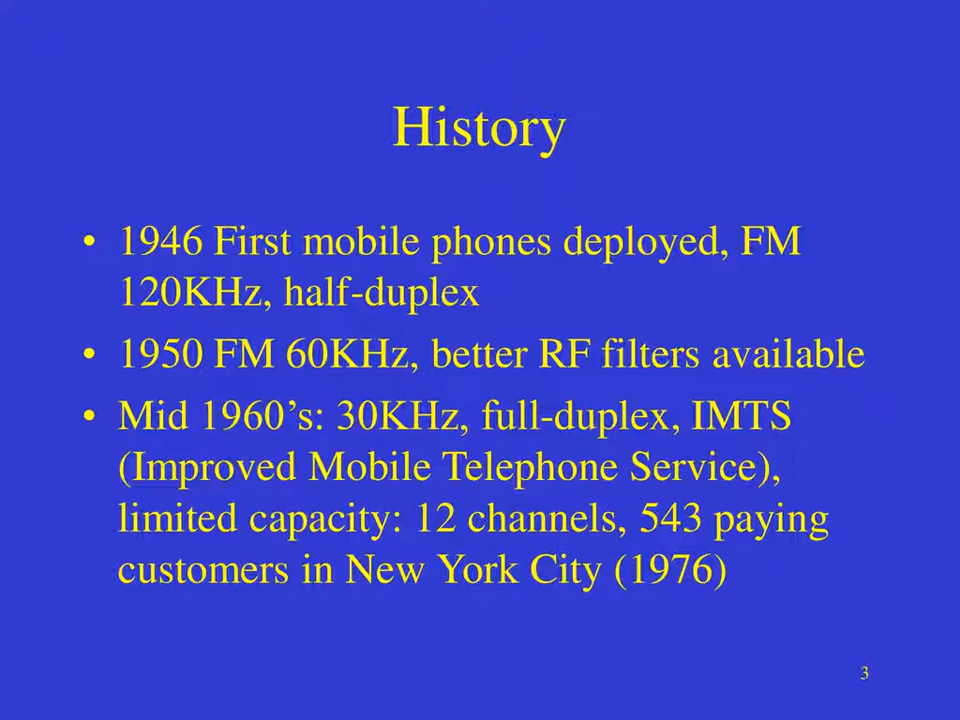 History
• 1946 First mobile phones deployed, FM
120KHz, half-duplex
• 1950 FM 60KHz, better RF filters available
• Mid 1960’s: 30KHz, full-duplex, IMTS
(Improved Mobile Telephone Service),
limited capacity: 12 channels, 543 paying
customers in New York City (1976)
3